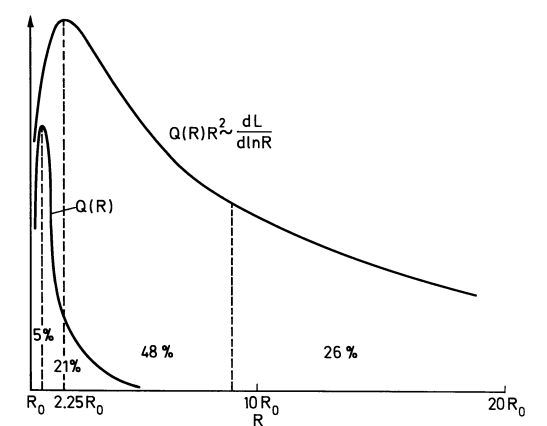 Q(R)R²~ dL/dlnR
Q(R)
5%
21%
48 %
26 %
R₀ 2.25R₀ 10R₀ 20R₀
R